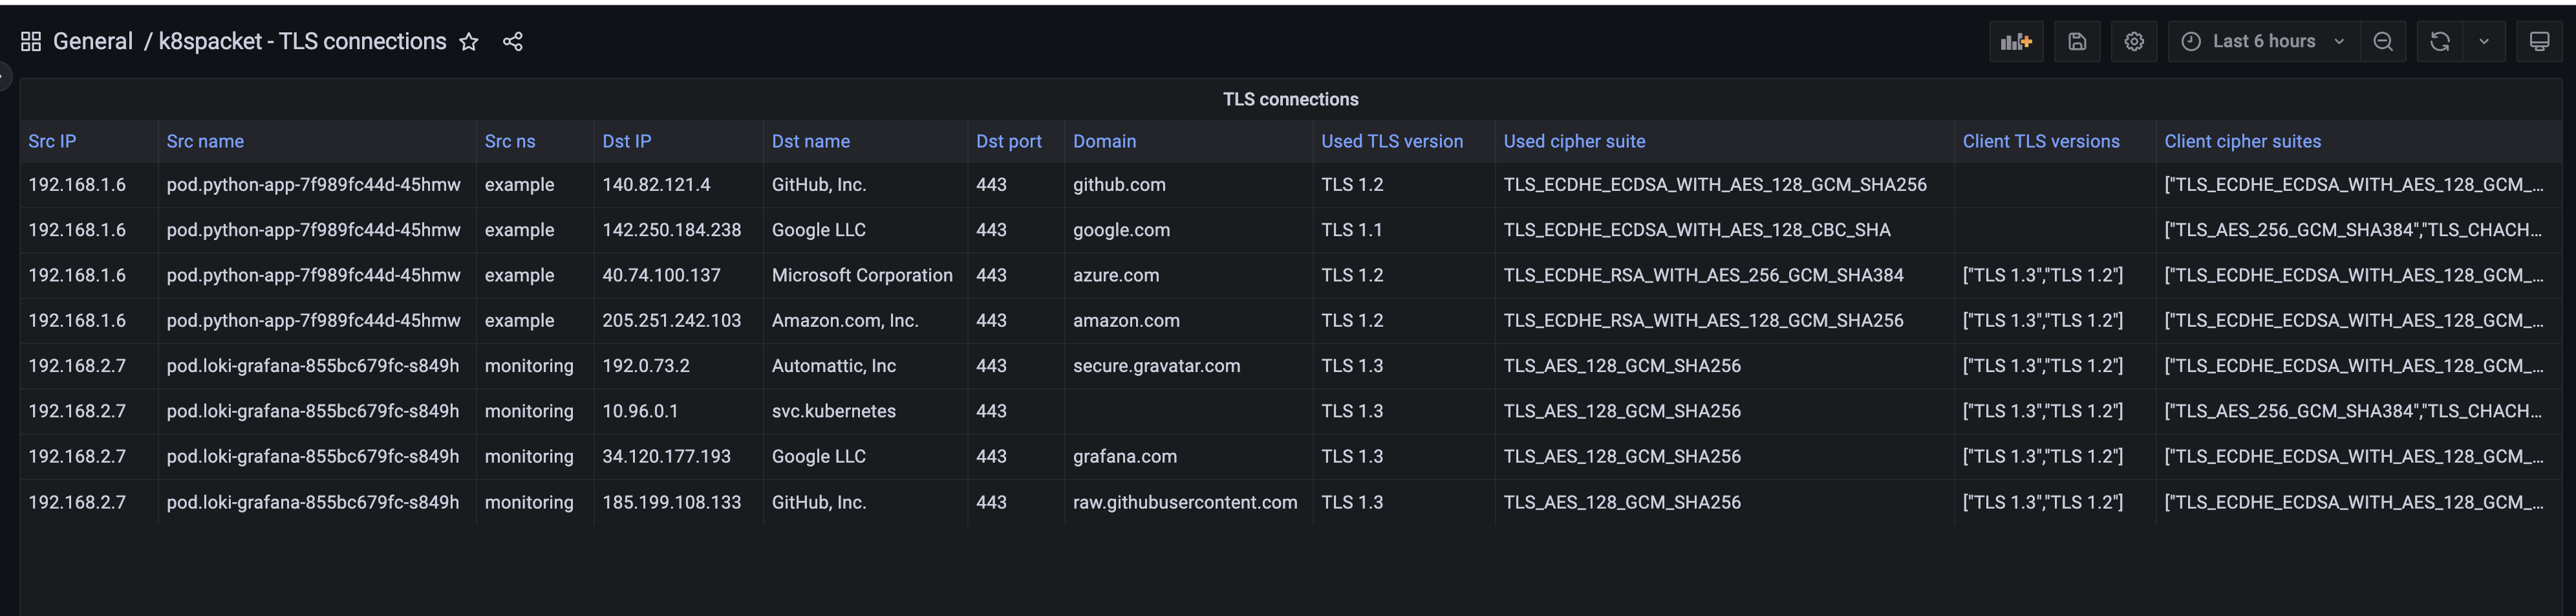 General / k8spacket - TLS connections Last 6 hours
TLS connections
Src IP Src name Src ns Dst IP Dst name Dst port Domain Used TLS version Used cipher suite Client TLS versions Client cipher suites
192.168.1.6 pod.python-app-7f989fc44d-45hmw example 140.82.121.4 GitHub, Inc. 443 github.com TLS 1.2 TLS_ECDHE_ECDSA_WITH_AES_128_GCM_SHA256 ["TLS_ECDHE_ECDSA_WITH_AES_128_GCM_...
192.168.1.6 pod.python-app-7f989fc44d-45hmw example 142.250.184.238 Google LLC 443 google.com TLS 1.1 TLS_ECDHE_ECDSA_WITH_AES_128_CBC_SHA ["TLS_AES_256_GCM_SHA384","TLS_CHACH...
192.168.1.6 pod.python-app-7f989fc44d-45hmw example 40.74.100.137 Microsoft Corporation 443 azure.com TLS 1.2 TLS_ECDHE_RSA_WITH_AES_256_GCM_SHA384 ["TLS 1.3","TLS 1.2"] ["TLS_ECDHE_ECDSA_WITH_AES_128_GCM_...
192.168.1.6 pod.python-app-7f989fc44d-45hmw example 205.251.242.103 Amazon.com, Inc. 443 amazon.com TLS 1.2 TLS_ECDHE_RSA_WITH_AES_128_GCM_SHA256 ["TLS 1.3","TLS 1.2"] ["TLS_ECDHE_ECDSA_WITH_AES_128_GCM_...
192.168.2.7 pod.loki-grafana-855bc679fc-s849h monitoring 192.0.73.2 Automattic, Inc 443 secure.gravatar.com TLS 1.3 TLS_AES_128_GCM_SHA256 ["TLS 1.3","TLS 1.2"] ["TLS_ECDHE_ECDSA_WITH_AES_128_GCM_...
192.168.2.7 pod.loki-grafana-855bc679fc-s849h monitoring 10.96.0.1 svc.kubernetes 443 TLS 1.3 TLS_AES_128_GCM_SHA256 ["TLS 1.3","TLS 1.2"] ["TLS_AES_256_GCM_SHA384","TLS_CHACH...
192.168.2.7 pod.loki-grafana-855bc679fc-s849h monitoring 34.120.177.193 Google LLC 443 grafana.com TLS 1.3 TLS_AES_128_GCM_SHA256 ["TLS 1.3","TLS 1.2"] ["TLS_ECDHE_ECDSA_WITH_AES_128_GCM_...
192.168.2.7 pod.loki-grafana-855bc679fc-s849h monitoring 185.199.108.133 GitHub, Inc. 443 raw.githubusercontent.com TLS 1.3 TLS_AES_128_GCM_SHA256 ["TLS 1.3","TLS 1.2"] ["TLS_ECDHE_ECDSA_WITH_AES_128_GCM_...